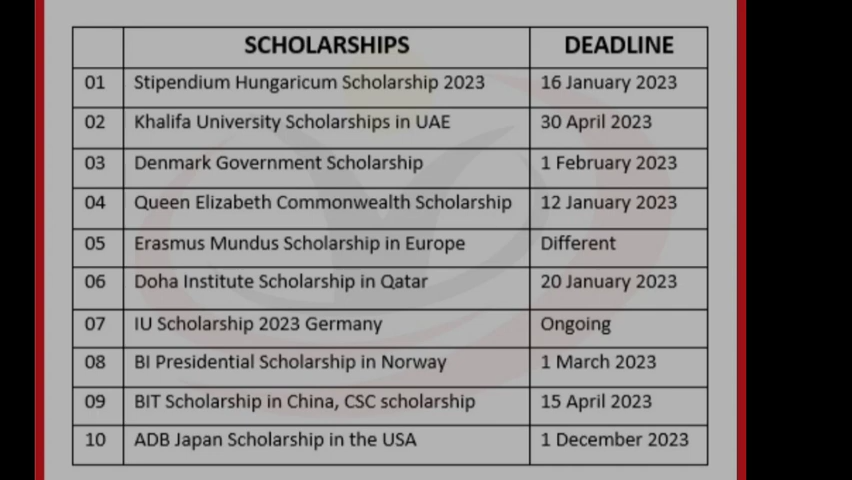 SCHOLARSHIPS DEADLINE
01 Stipendium Hungaricum Scholarship 2023 16 January 2023
02 Khalifa University Scholarships in UAE 30 April 2023
03 Denmark Government Scholarship 1 February 2023
04 Queen Elizabeth Commonwealth Scholarship 12 January 2023
05 Erasmus Mundus Scholarship in Europe Different
06 Doha Institute Scholarship in Qatar 20 January 2023
07 IU Scholarship 2023 Germany Ongoing
08 BI Presidential Scholarship in Norway 1 March 2023
09 BIT Scholarship in China, CSC scholarship 15 April 2023
10 ADB Japan Scholarship in the USA 1 December 2023